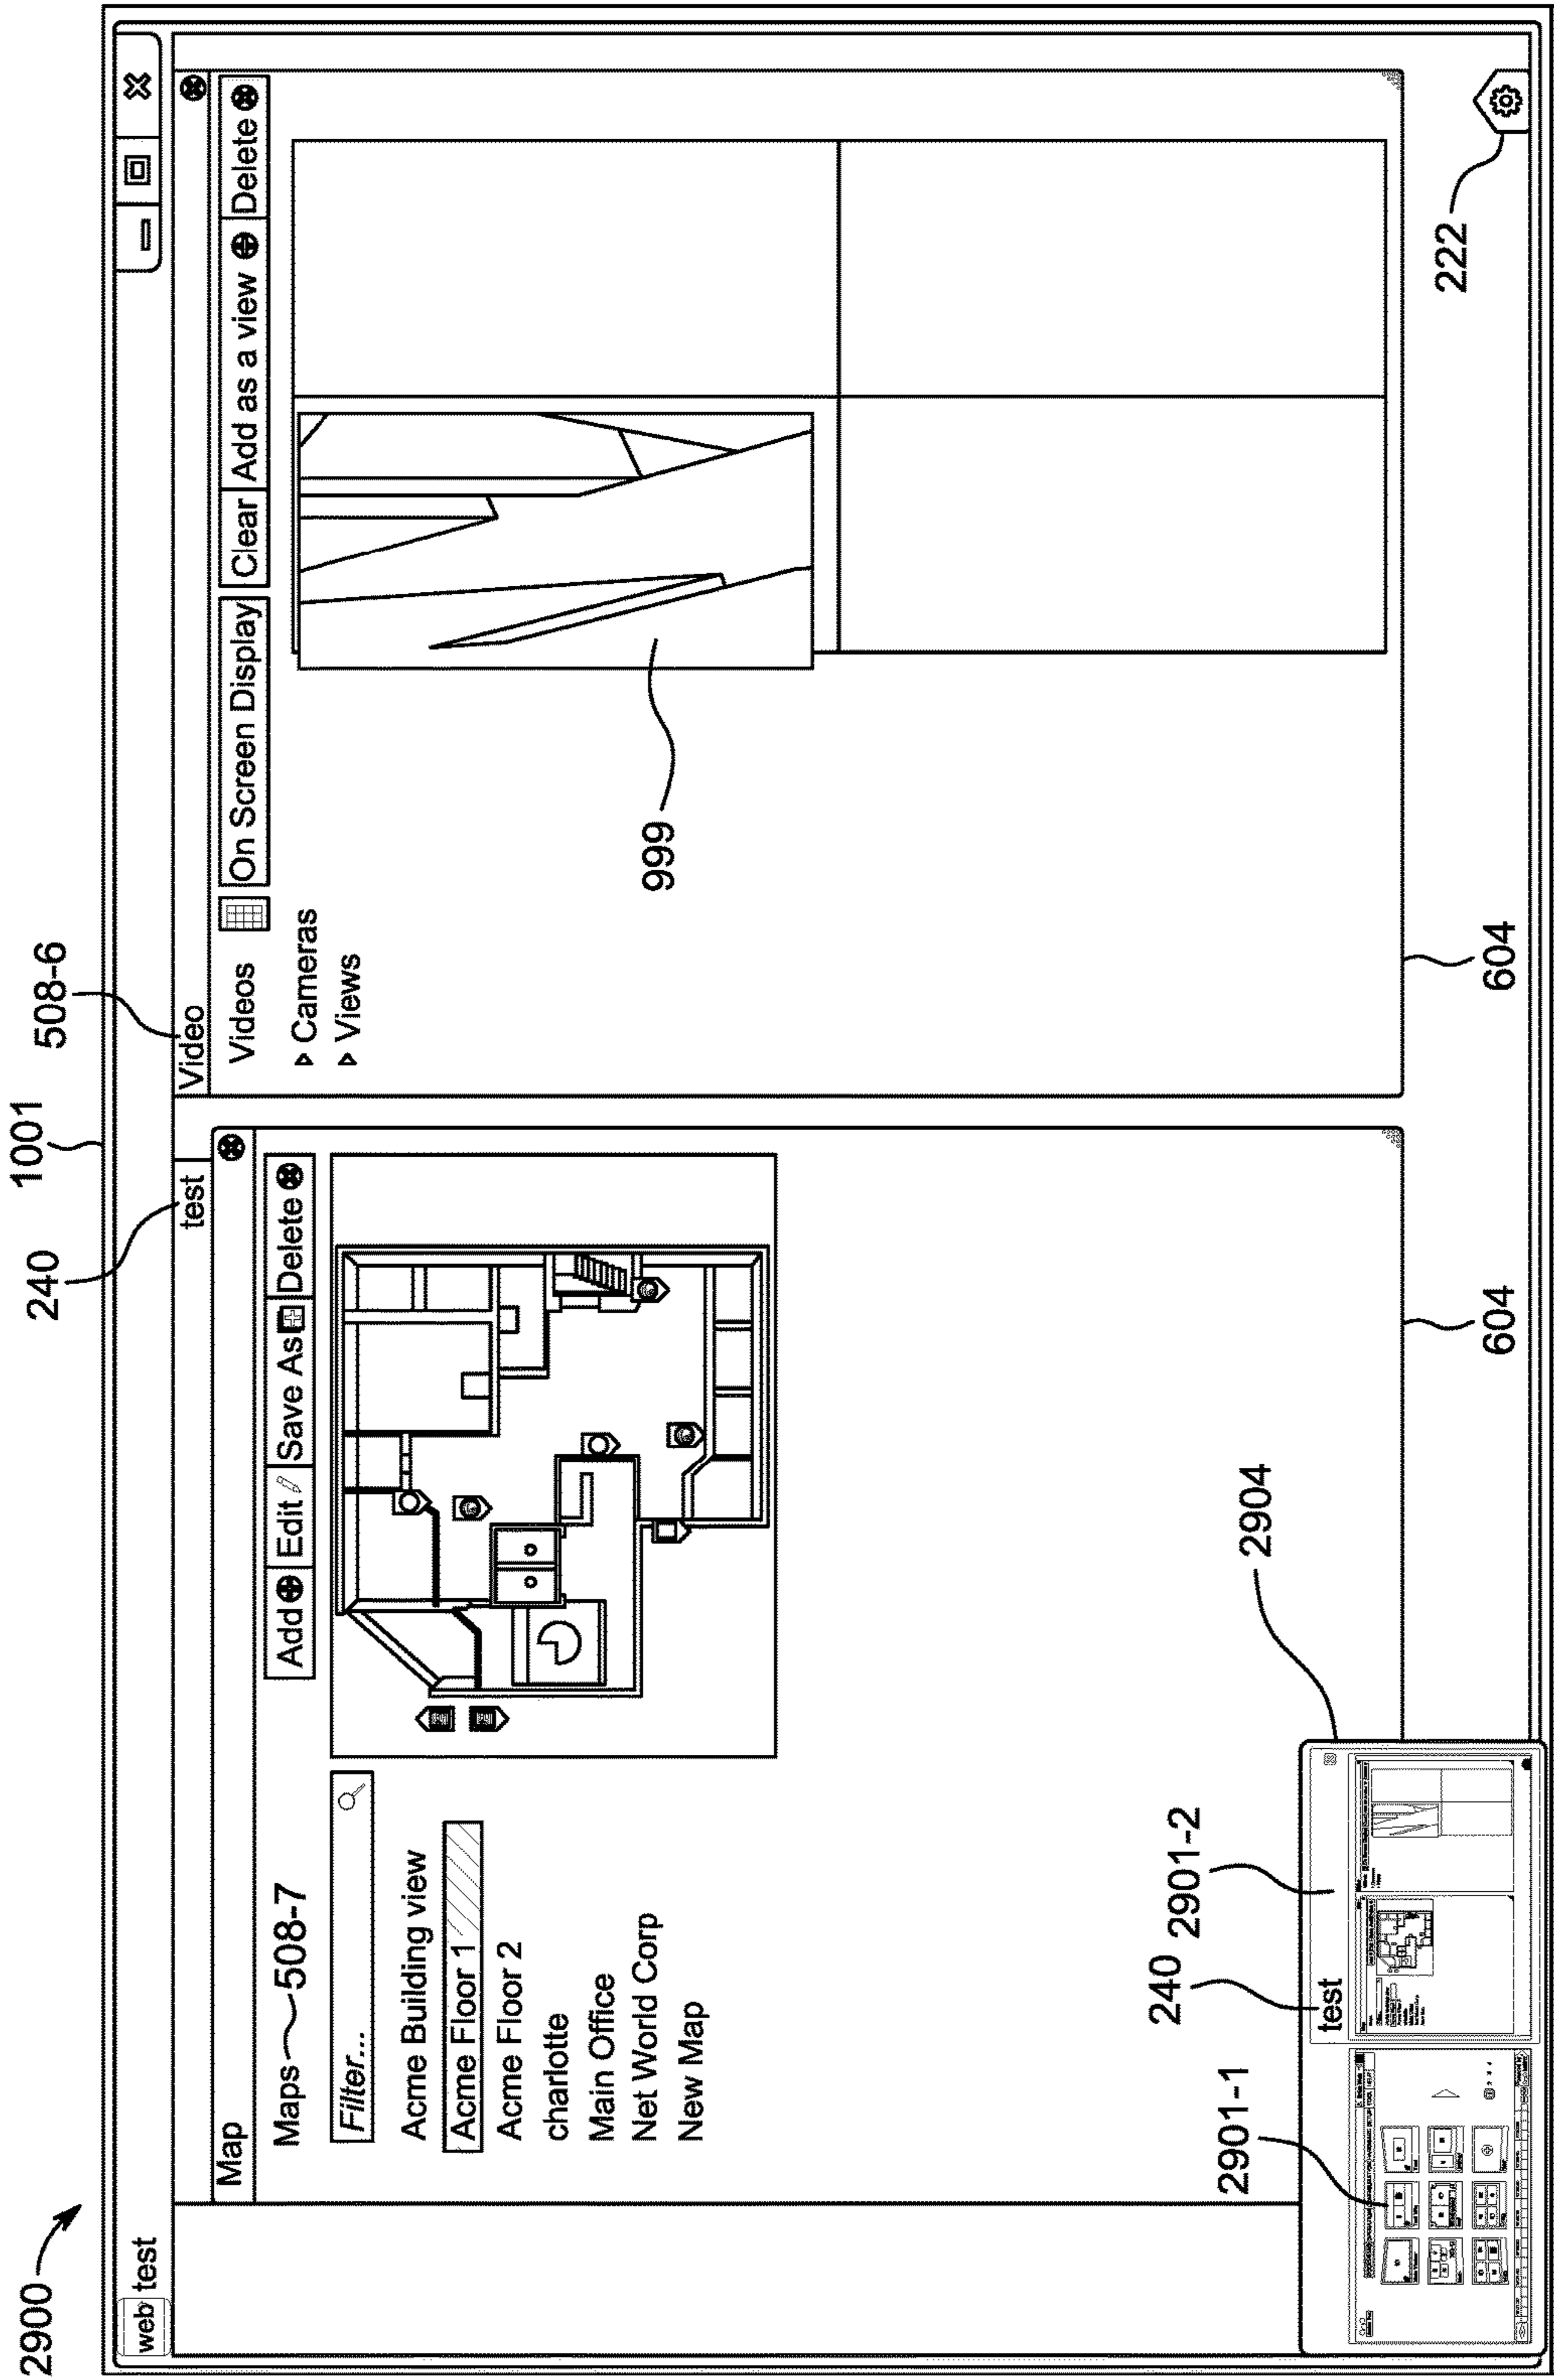 2900
240
1001
508-6
web test
test
Video
Map
Maps 508-7
Add Edit Save As Delete
Filter...
Acme Building view
Acme Floor 1
Acme Floor 2
charlotte
Main Office
Net World Corp
New Map
Videos On Screen Display Clear Add as a view Delete
Cameras
Views
999
2901-1
240
2901-2
2904
test
604
604
222